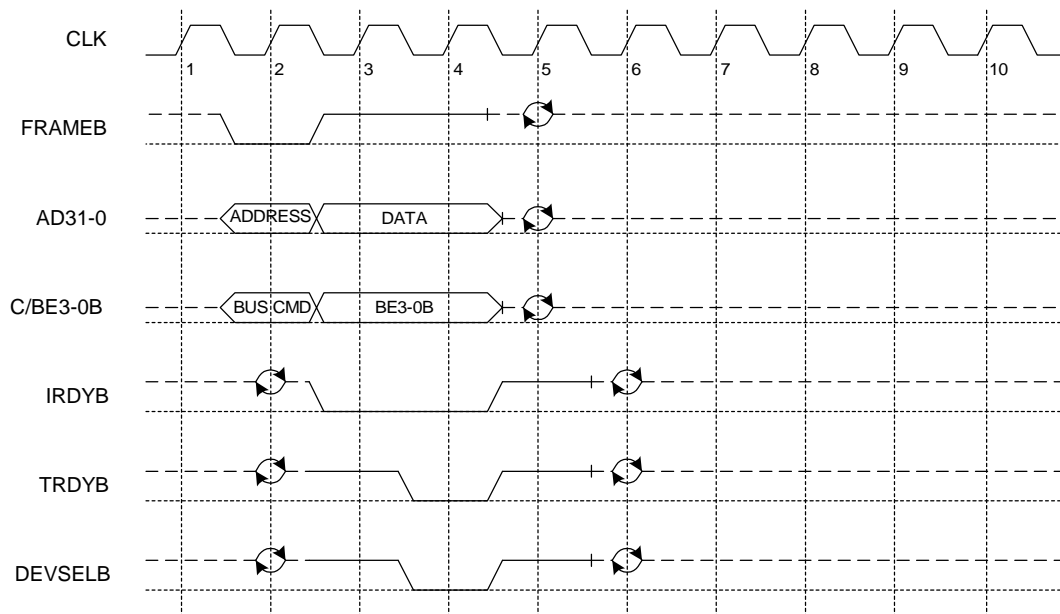 CLK
1 2 3 4 5 6 7 8 9 10
FRAMEB
AD31-0 ADDRESS DATA
C/BE3-0B BUS CMD BE3-0B
IRDYB
TRDYB
DEVSELB